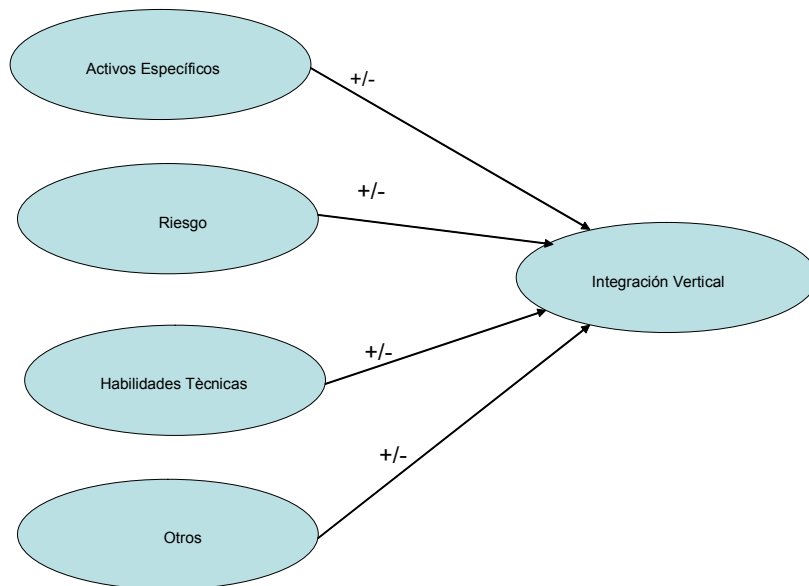 Activos Específicos
+/-
Riesgo
+/-
Integración Vertical
Habilidades Tècnicas
+/-
Otros
+/-